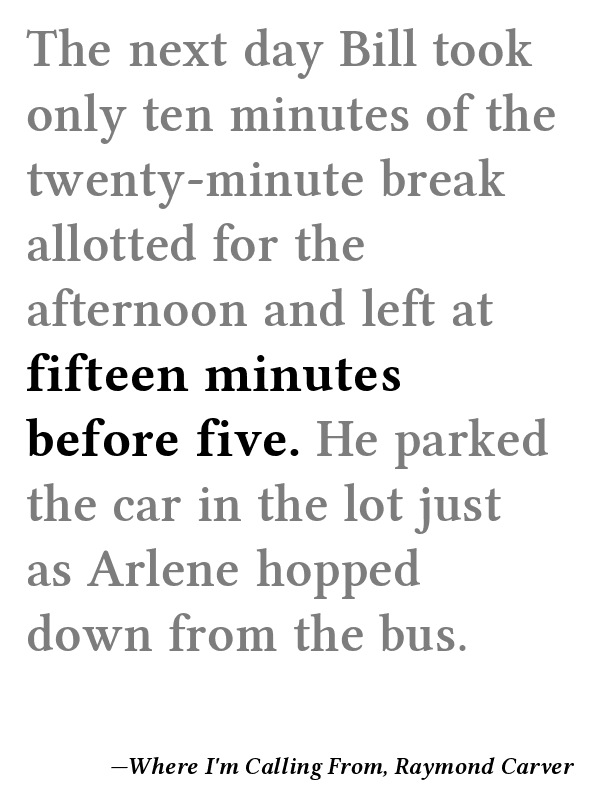 The next day Bill took
only ten minutes of the
twenty-minute break
allotted for the
afternoon and left at
fifteen minutes
before five. He parked
the car in the lot just
as Arlene hopped
down from the bus.
—Where I'm Calling From, Raymond Carver